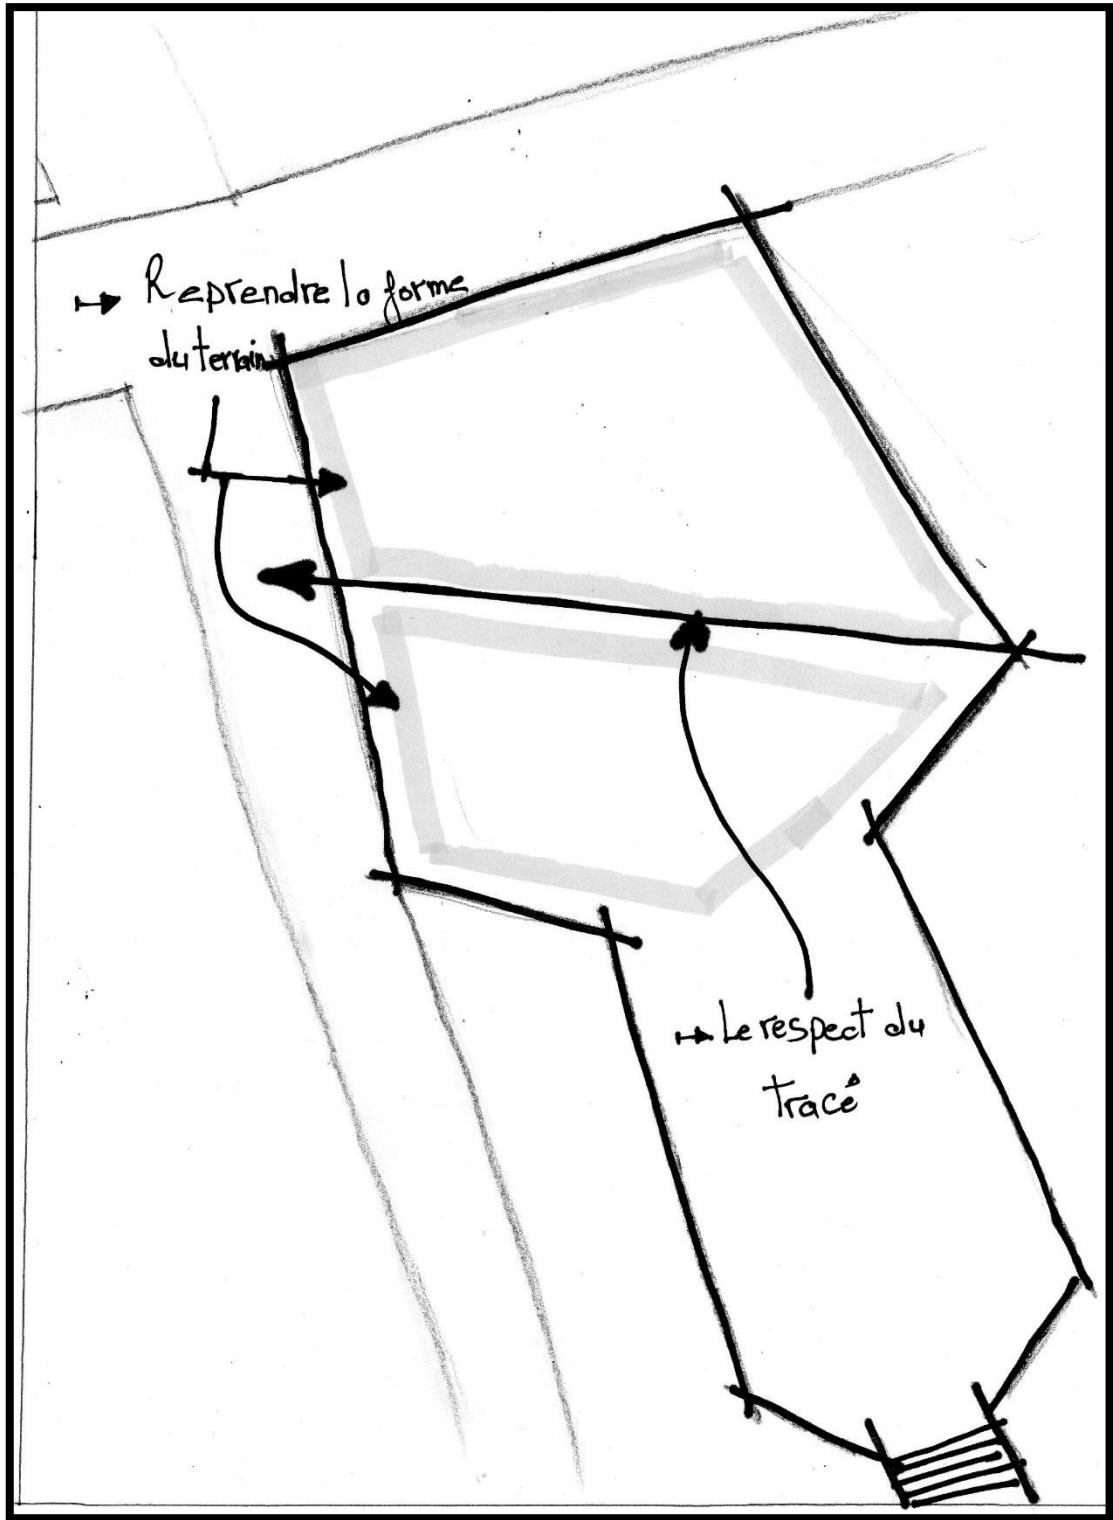 ↦ Reprendre la forme
du terrain
↦ Le respect du
tracé